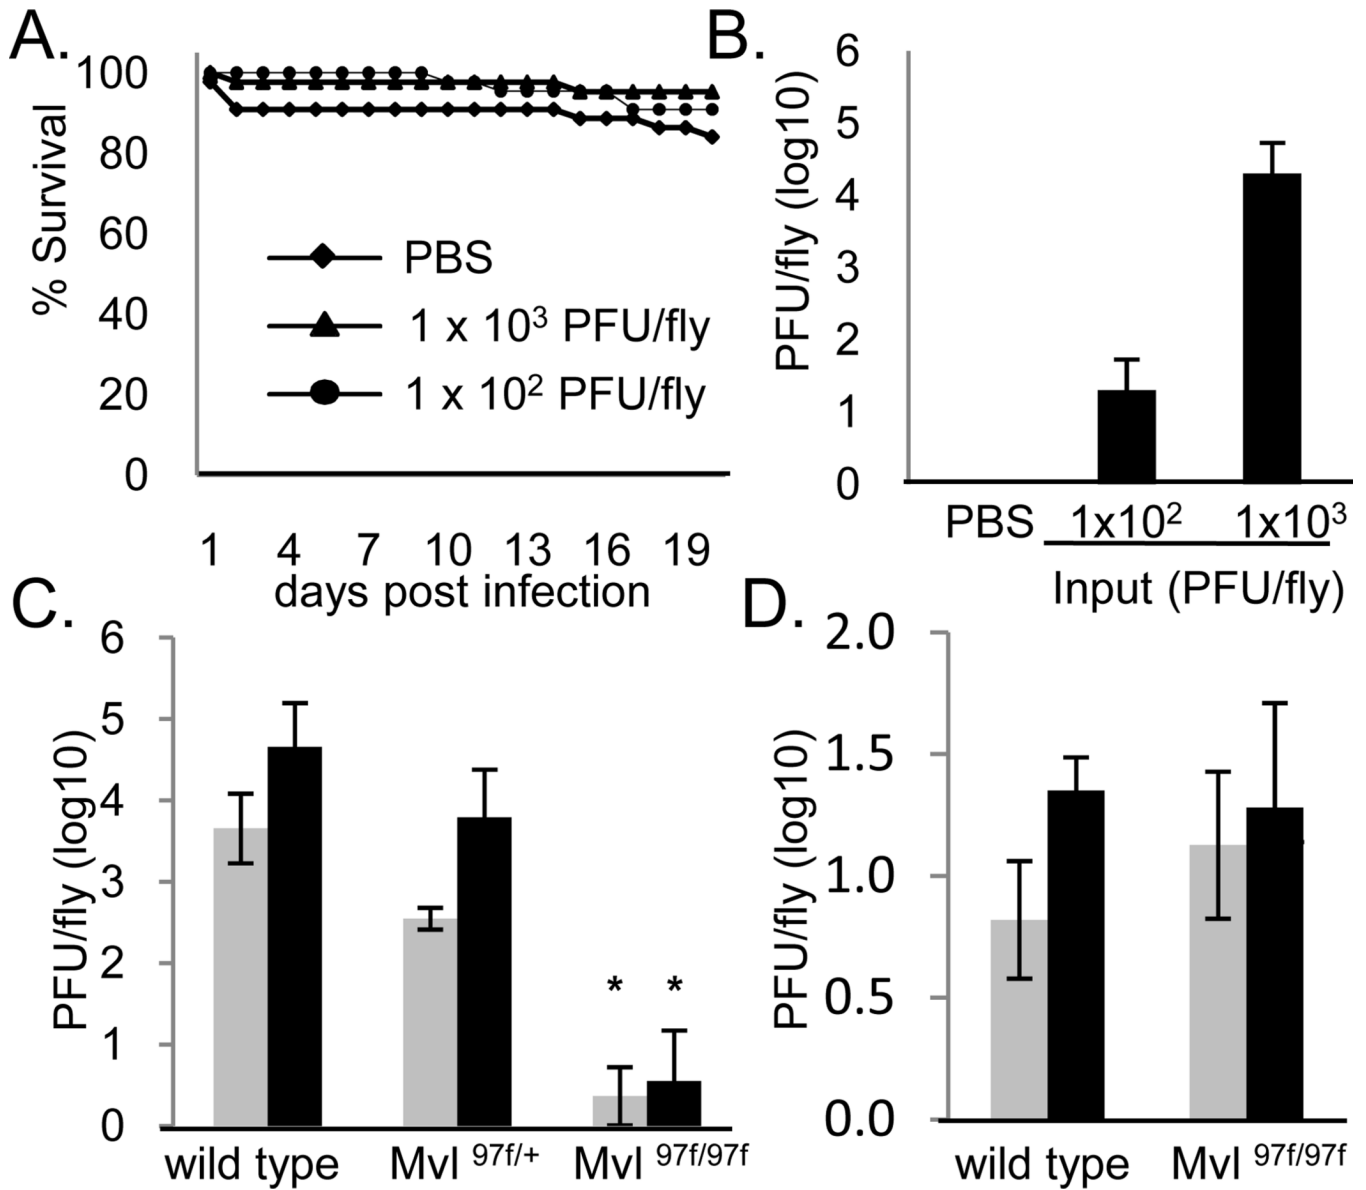 A.
% Survival
100
80
60
40
20
0
PBS
1 x 10³ PFU/fly
1 x 10² PFU/fly
1 4 7 10 13 16 19
days post infection
B.
PFU/fly (log10)
6
5
4
3
2
1
0
PBS 1x10² 1x10³
Input (PFU/fly)
C.
PFU/fly (log10)
6
5
4
3
2
1
0
* *
wild type Mvl 97f/+ Mvl 97f/97f
D.
PFU/fly (log10)
2.0
1.5
1.0
0.5
0.0
wild type Mvl 97f/97f